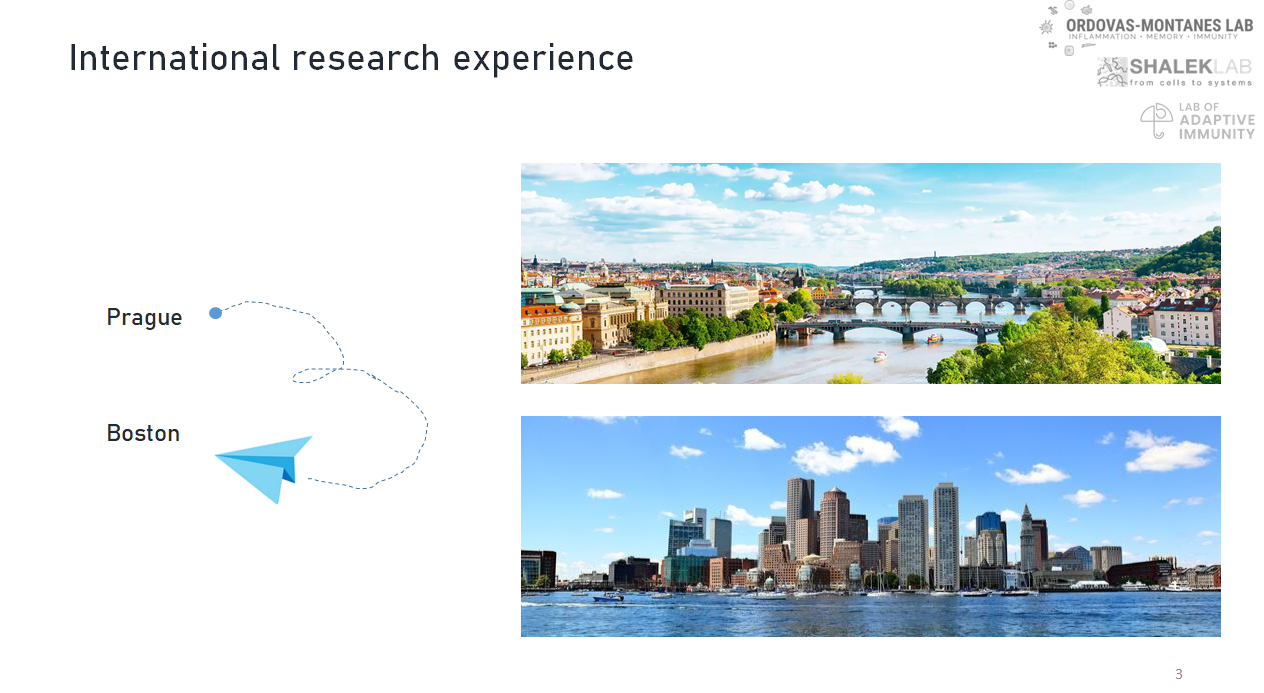 International research experience
ORDOVAS-MONTANES LAB
INFLAMMATION • MEMORY • IMMUNITY
SHALEKLAB
from cells to systems
LAB OF
ADAPTIVE
IMMUNITY
Prague
Boston
3